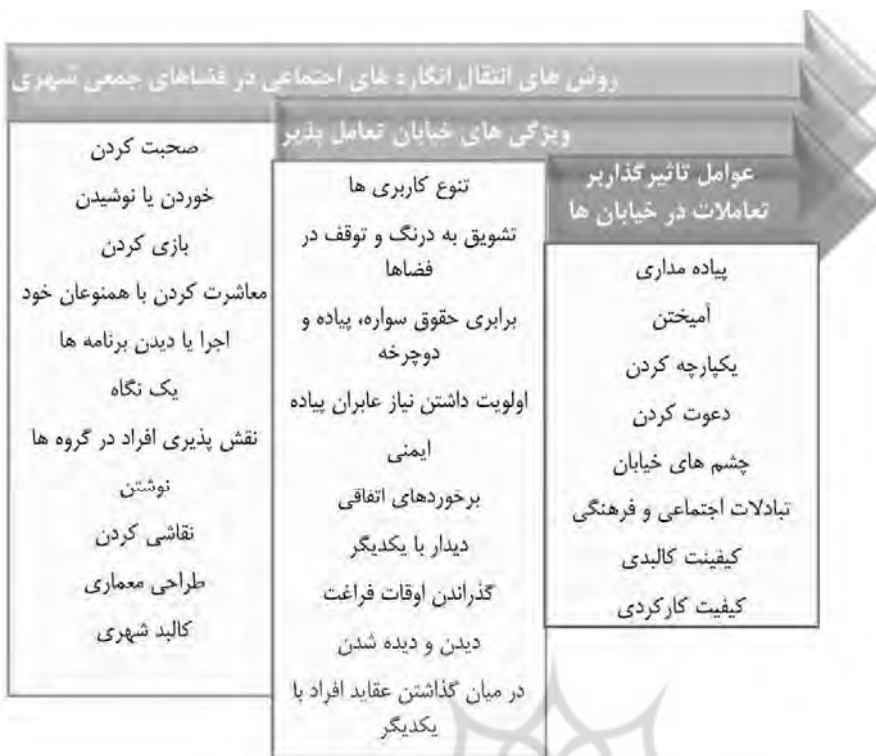 روش های انتقال انگاره های اجتماعی در فضاهای جمعی شهری
صحبت کردن
خوردن یا نوشیدن
بازی کردن
معاشرت کردن با همنوعان خود
اجرا یا دیدن برنامه ها
یک نگاه
نقش پذیری افراد در گروه ها
نوشتن
نقاشی کردن
طراحی معماری
کالبد شهری
ویژگی های خیابان تعامل پذیر
تنوع کاربری ها
تشویق به درنگ و توقف در
فضاها
برابری حقوق سواره، پیاده و
دوچرخه
اولویت داشتن نیاز عابران پیاده
ایمنی
برخوردهای اتفاقی
دیدار با یکدیگر
گذراندن اوقات فراغت
دیدن و دیده شدن
در میان گذاشتن عقاید افراد با
یکدیگر
عوامل تاثیرگذاربر
تعاملات در خیابان ها
پیاده مداری
آمیختن
یکپارچه کردن
دعوت کردن
چشم های خیابان
تبادلات اجتماعی و فرهنگی
کیفینت کالبدی
کیفیت کارکردی